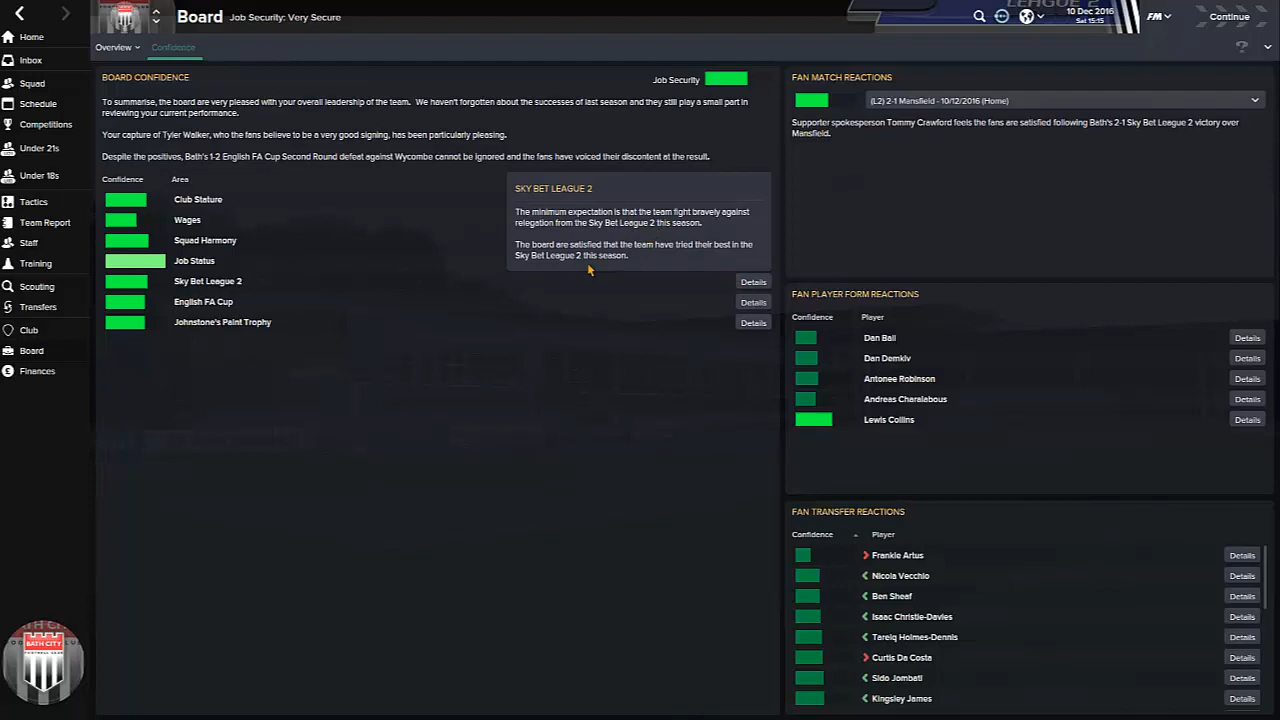 Board
Job Security: Very Secure
LEAGUE 2
10 Dec 2016
Sat 15:15
FM
Continue
Home
Inbox
Squad
Schedule
Competitions
Under 21s
Under 18s
Tactics
Team Report
Staff
Training
Scouting
Transfers
Club
Board
Finances
BATH CITY
FOOTBALL CLUB
Overview
Confidence
BOARD CONFIDENCE
Job Security
To summarise, the board are very pleased with your overall leadership of the team. We haven't forgotten about the successes of last season and they still play a small part in
reviewing your current performance.
Your capture of Tyler Walker, who the fans believe to be a very good signing, has been particularly pleasing.
Despite the positives, Bath's 1-2 English FA Cup Second Round defeat against Wycombe cannot be ignored and the fans have voiced their discontent at the result.
Confidence Area
Club Stature
Wages
Squad Harmony
Job Status
Sky Bet League 2 Details
English FA Cup Details
Johnstone's Paint Trophy Details
SKY BET LEAGUE 2
The minimum expectation is that the team fight bravely against
relegation from the Sky Bet League 2 this season.
The board are satisfied that the team have tried their best in the
Sky Bet League 2 this season.
FAN MATCH REACTIONS
(L2) 2-1 Mansfield - 10/12/2016 (Home)
Supporter spokesperson Tommy Crawford feels the fans are satisfied following Bath's 2-1 Sky Bet League 2 victory over
Mansfield.
FAN PLAYER FORM REACTIONS
Confidence Player
Dan Ball Details
Dan Demkiv Details
Antonee Robinson Details
Andreas Charalabous Details
Lewis Collins Details
FAN TRANSFER REACTIONS
Confidence Player
Frankie Artus Details
Nicola Vecchio Details
Ben Sheaf Details
Isaac Christie-Davies Details
Tareiq Holmes-Dennis Details
Curtis Da Costa Details
Sido Jombati Details
Kingsley James Details